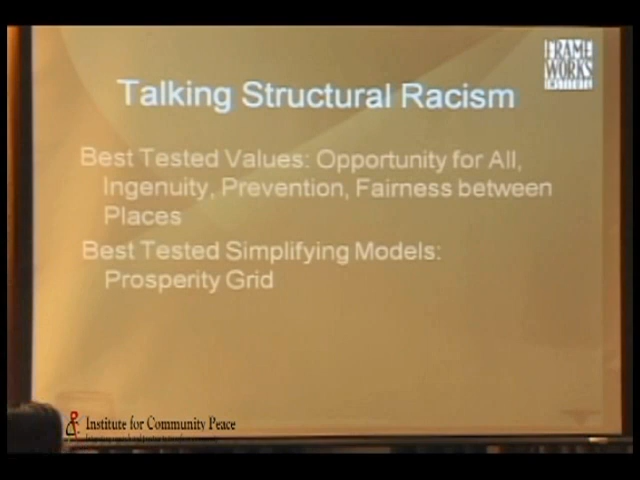 FRAME
WORKS
INSTITUTE
Talking Structural Racism
Best Tested Values: Opportunity for All,
Ingenuity, Prevention, Fairness between
Places
Best Tested Simplifying Models:
Prosperity Grid
Institute for Community Peace